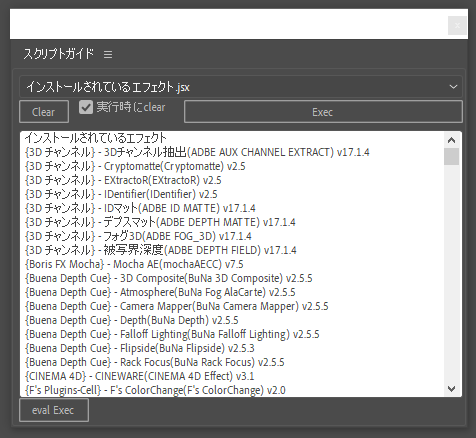 スクリプトガイド
インストールされているエフェクト.jsx
Clear
実行時にclear
Exec
インストールされているエフェクト
{3D チャンネル} - 3Dチャンネル抽出(ADBE AUX CHANNEL EXTRACT) v17.1.4
{3D チャンネル} - Cryptomatte(Cryptomatte) v2.5
{3D チャンネル} - EXtractoR(EXtractoR) v2.5
{3D チャンネル} - IDentifier(IDentifier) v2.5
{3D チャンネル} - IDマット(ADBE ID MATTE) v17.1.4
{3D チャンネル} - デプスマット(ADBE DEPTH MATTE) v17.1.4
{3D チャンネル} - フォグ3D(ADBE FOG_3D) v17.1.4
{3D チャンネル} - 被写界深度(ADBE DEPTH FIELD) v17.1.4
{Boris FX Mocha} - Mocha AE(mochaAECC) v7.5
{Buena Depth Cue} - 3D Composite(BuNa 3D Composite) v2.5.5
{Buena Depth Cue} - Atmosphere(BuNa Fog AlaCarte) v2.5.5
{Buena Depth Cue} - Camera Mapper(BuNa Camera Mapper) v2.5.5
{Buena Depth Cue} - Depth(BuNa Depth) v2.5.5
{Buena Depth Cue} - Falloff Lighting(BuNa Falloff Lighting) v2.5.5
{Buena Depth Cue} - Flipside(BuNa Flipside) v2.5.3
{Buena Depth Cue} - Rack Focus(BuNa Rack Focus) v2.5.5
{CINEMA 4D} - CINEWARE(CINEMA 4D Effect) v3.1
{F's Plugins-Cell} - F's ColorChange(F's ColorChange) v2.0
eval Exec